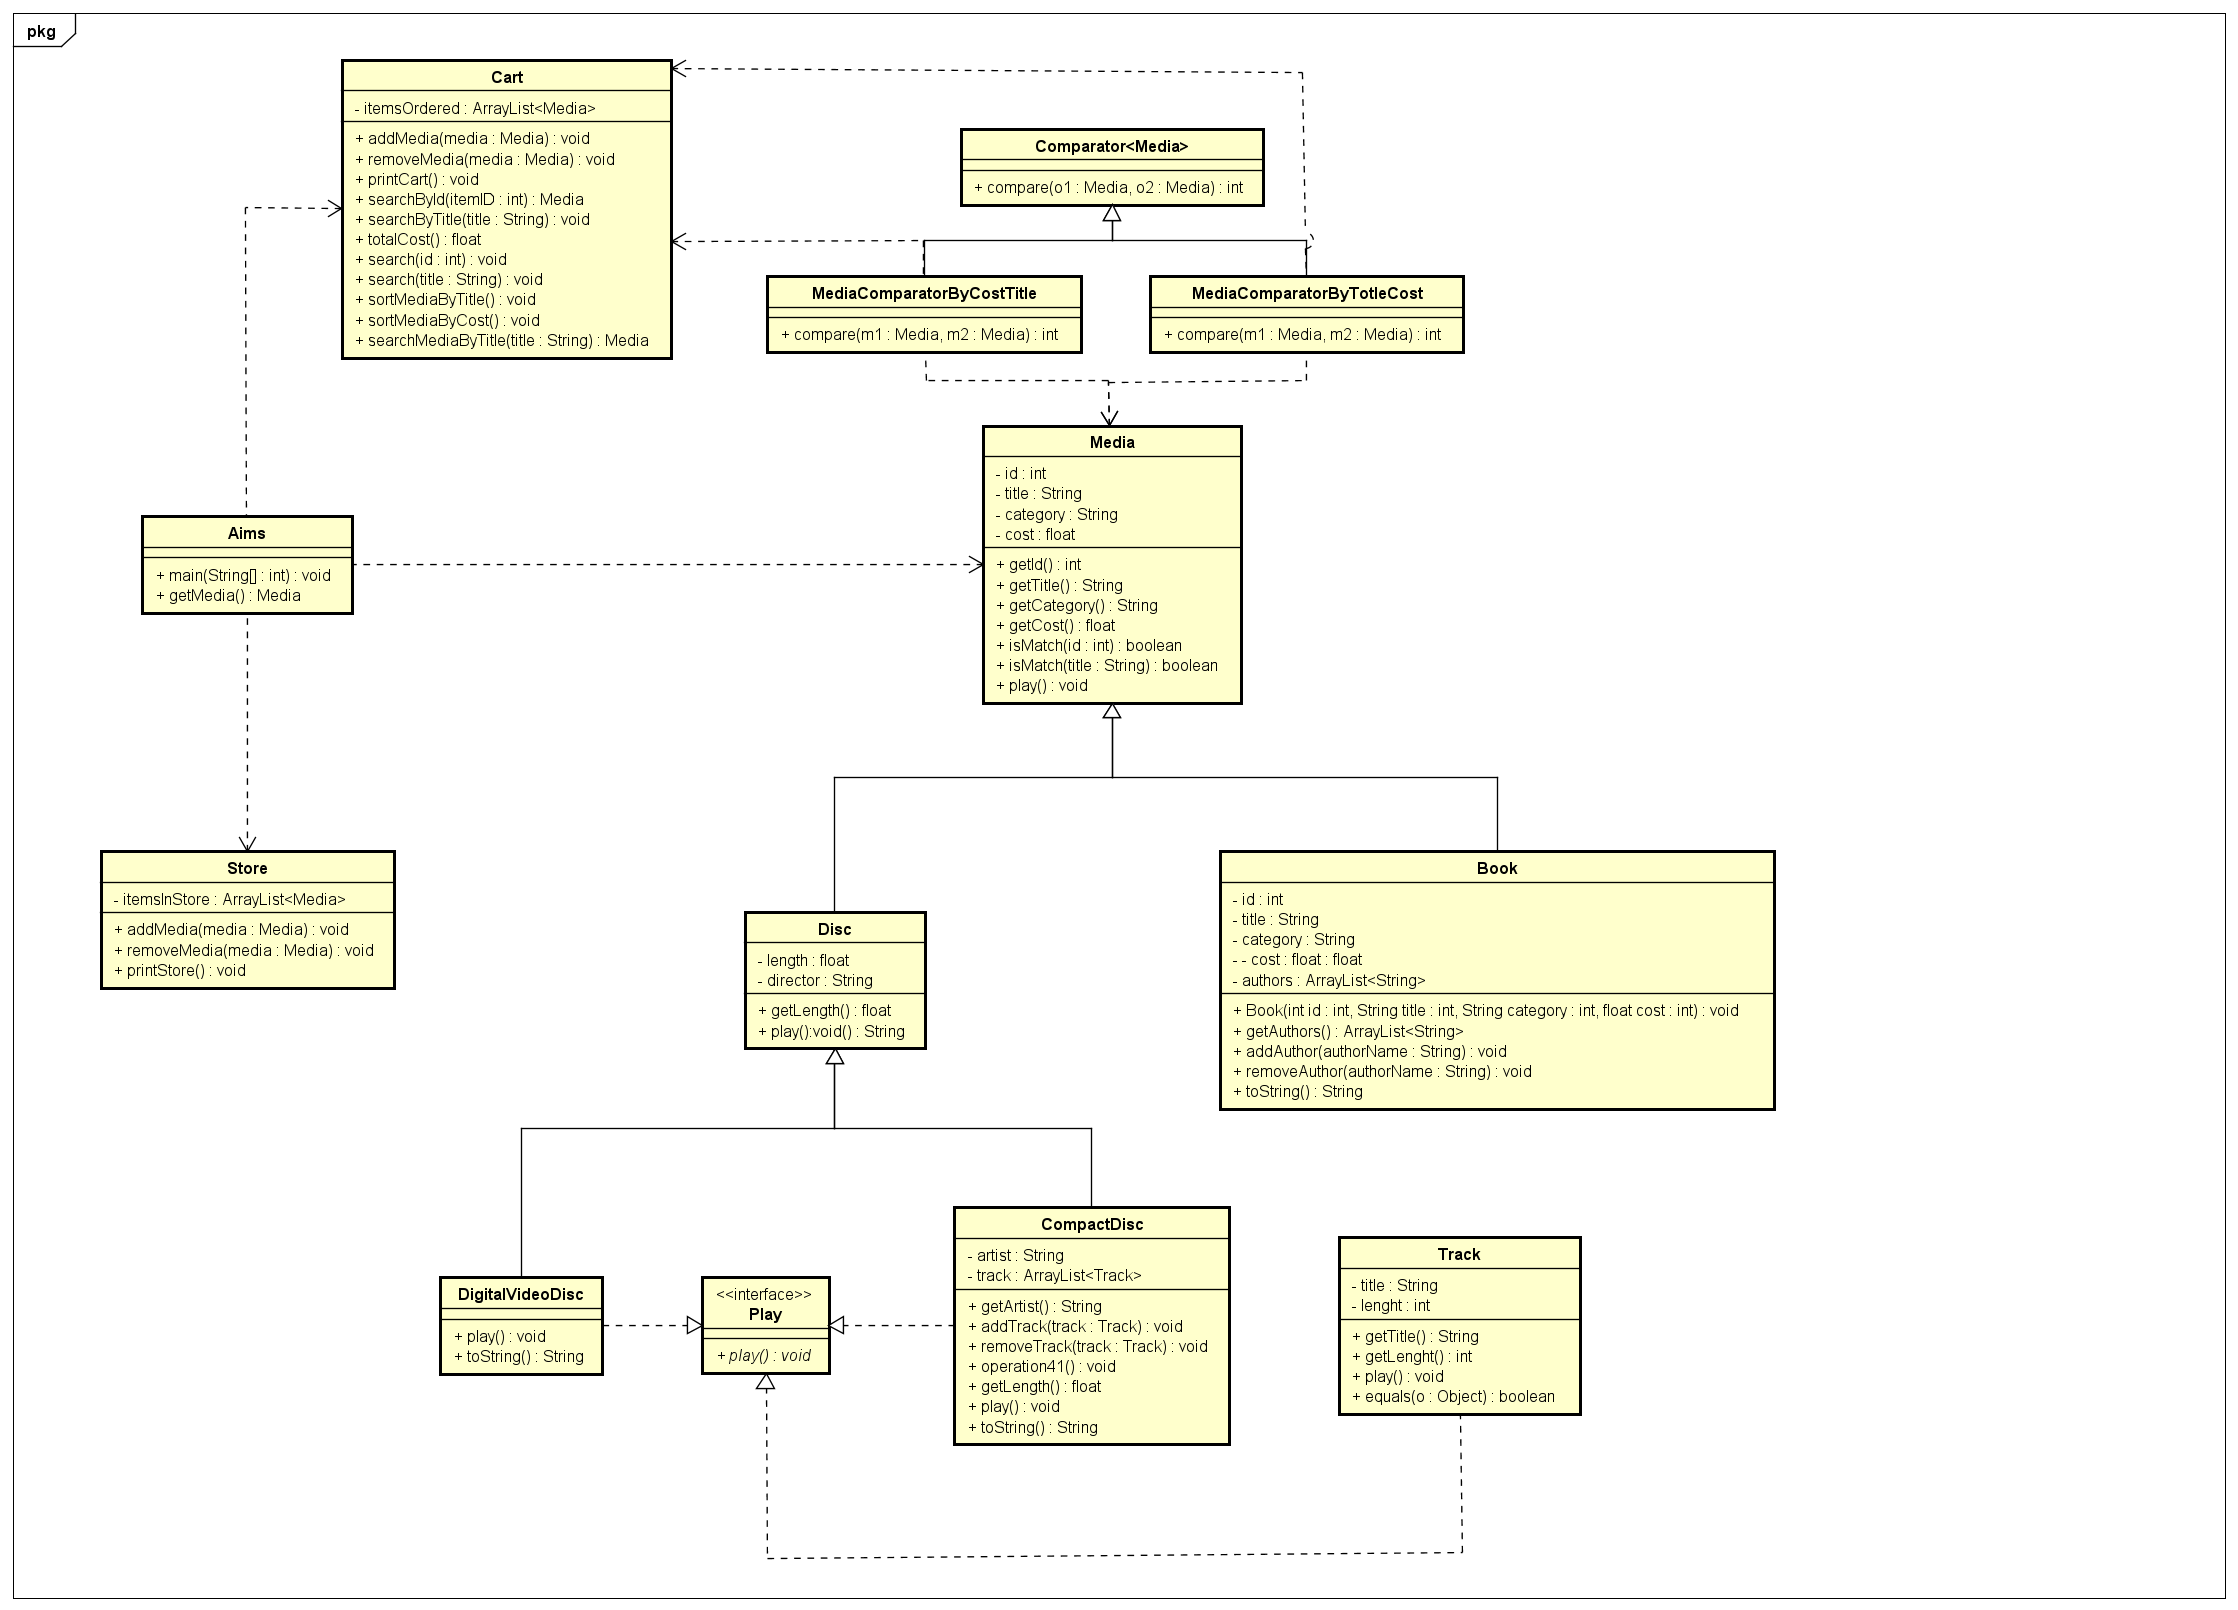 pkg
Cart
- itemsOrdered : ArrayList<Media>
+ addMedia(media : Media) : void
+ removeMedia(media : Media) : void
+ printCart() : void
+ searchById(itemID : int) : Media
+ searchByTitle(title : String) : void
+ totalCost() : float
+ search(id : int) : void
+ search(title : String) : void
+ sortMediaByTitle() : void
+ sortMediaByCost() : void
+ searchMediaByTitle(title : String) : Media
Comparator<Media>
+ compare(o1 : Media, o2 : Media) : int
MediaComparatorByCostTitle
+ compare(m1 : Media, m2 : Media) : int
MediaComparatorByTotleCost
+ compare(m1 : Media, m2 : Media) : int
Media
- id : int
- title : String
- category : String
- cost : float
+ getId() : int
+ getTitle() : String
+ getCategory() : String
+ getCost() : float
+ isMatch(id : int) : boolean
+ isMatch(title : String) : boolean
+ play() : void
Aims
+ main(String[] : int) : void
+ getMedia() : Media
Store
- itemsInStore : ArrayList<Media>
+ addMedia(media : Media) : void
+ removeMedia(media : Media) : void
+ printStore() : void
Disc
- length : float
- director : String
+ getLength() : float
+ play():void() : String
Book
- id : int
- title : String
- category : String
- - cost : float : float
- authors : ArrayList<String>
+ Book(int id : int, String title : int, String category : int, float cost : int) : void
+ getAuthors() : ArrayList<String>
+ addAuthor(authorName : String) : void
+ removeAuthor(authorName : String) : void
+ toString() : String
DigitalVideoDisc
+ play() : void
+ toString() : String
<<interface>>
Play
+ play() : void
CompactDisc
- artist : String
- track : ArrayList<Track>
+ getArtist() : String
+ addTrack(track : Track) : void
+ removeTrack(track : Track) : void
+ operation41() : void
+ getLength() : float
+ play() : void
+ toString() : String
Track
- title : String
- lenght : int
+ getTitle() : String
+ getLenght() : int
+ play() : void
+ equals(o : Object) : boolean